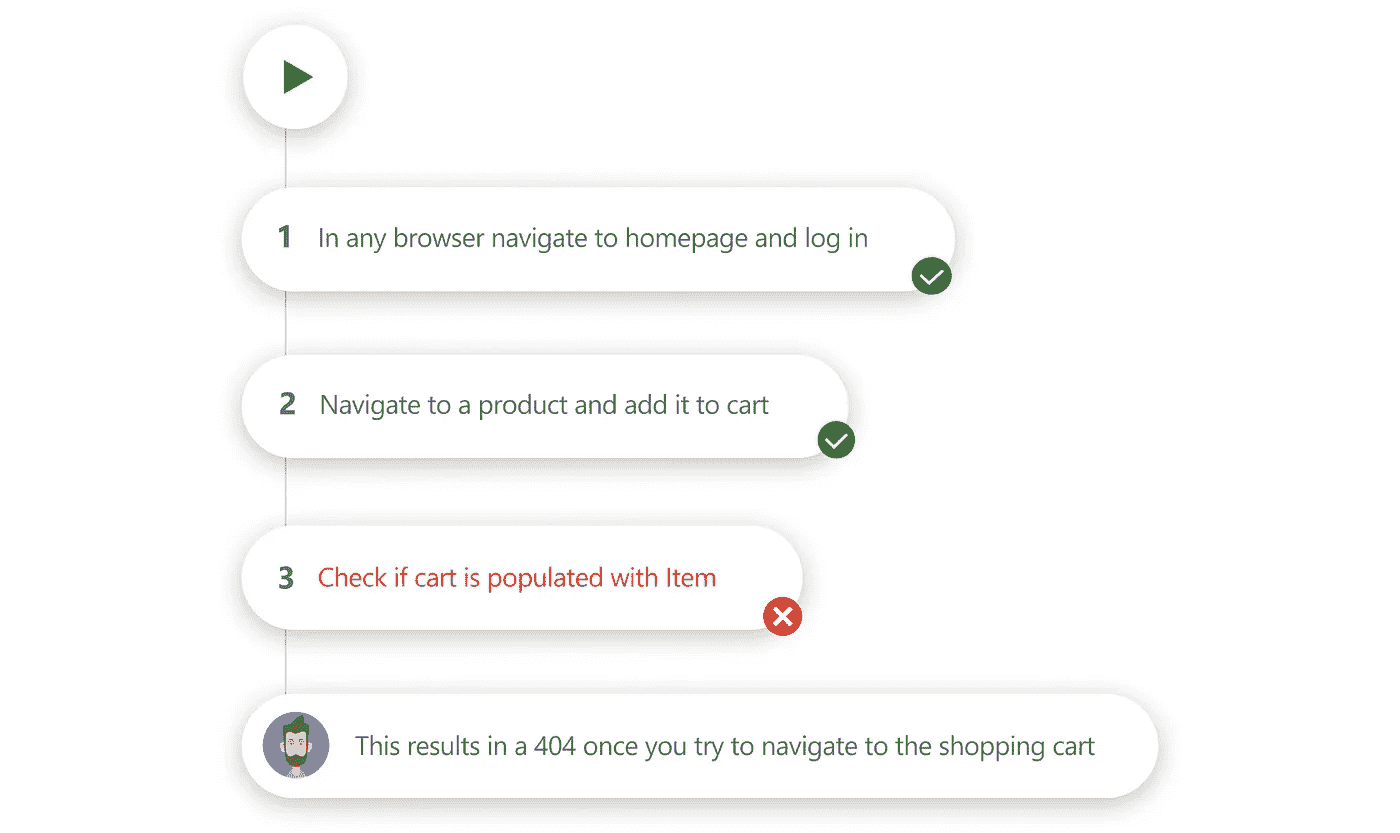 1 In any browser navigate to homepage and log in
2 Navigate to a product and add it to cart
3 Check if cart is populated with Item
This results in a 404 once you try to navigate to the shopping cart